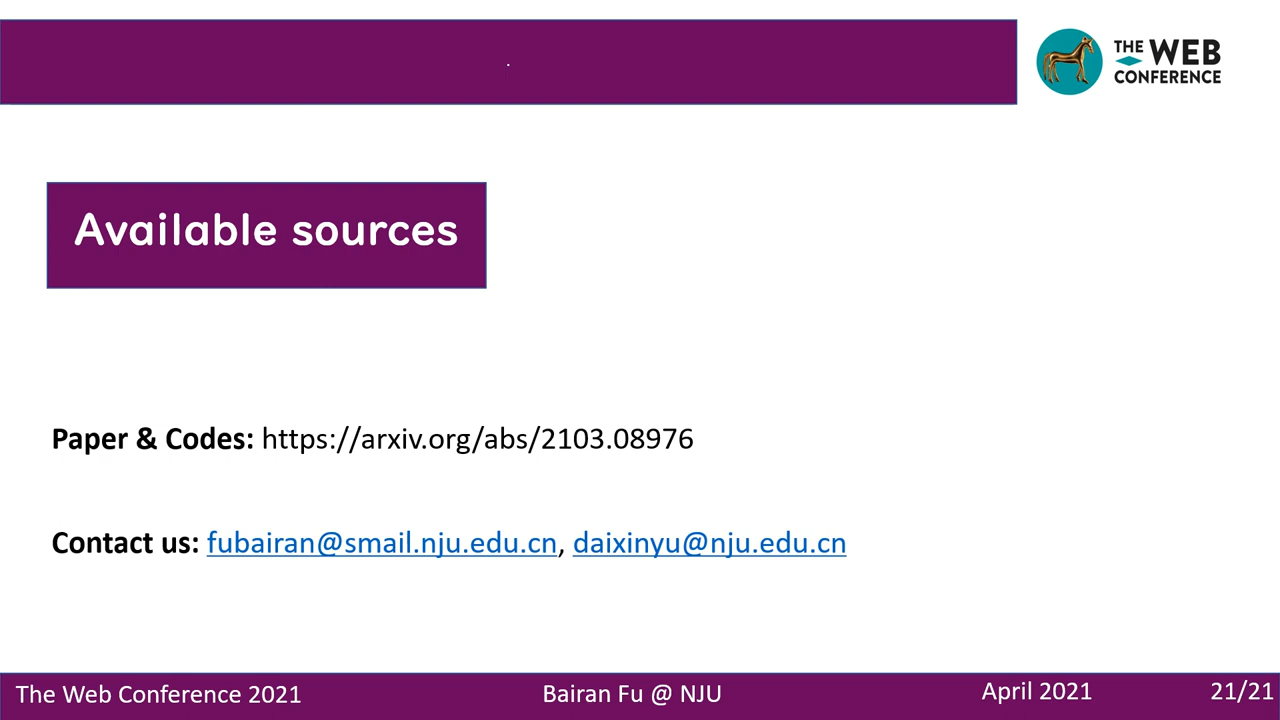 THE WEB
CONFERENCE
Available sources
Paper & Codes: https://arxiv.org/abs/2103.08976
Contact us: fubairan@smail.nju.edu.cn, daixinyu@nju.edu.cn
The Web Conference 2021 Bairan Fu @ NJU April 2021 21/21